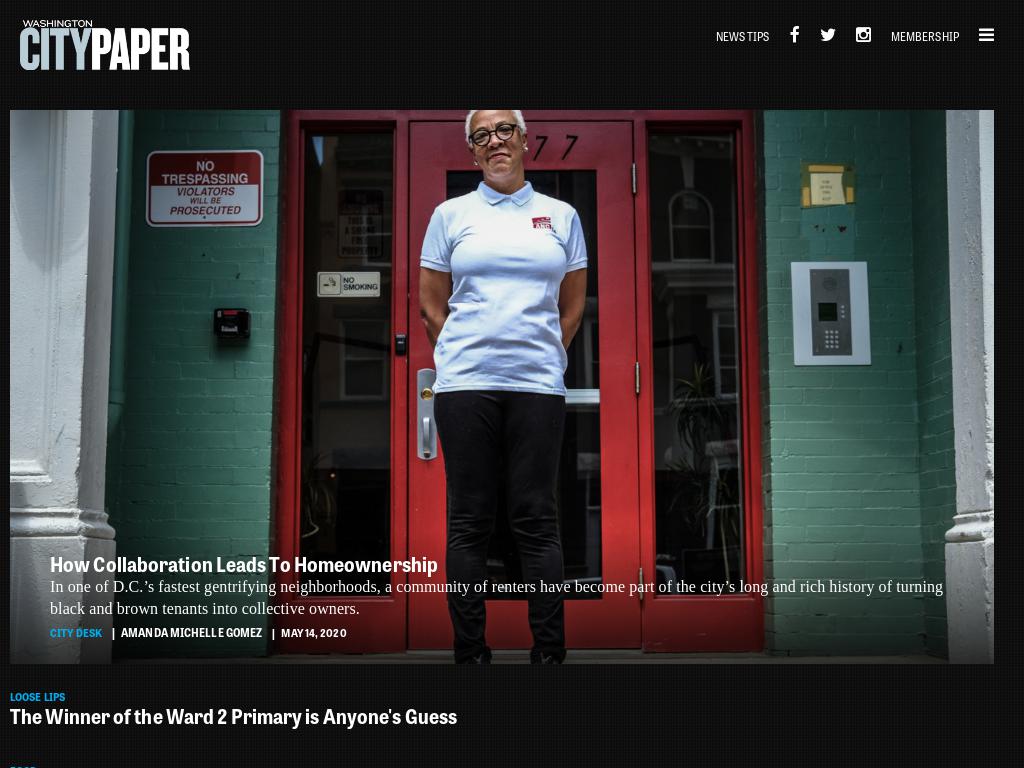 WASHINGTON
CITYPAPER
NEWS TIPS
MEMBERSHIP
77
NO
TRESPASSING
VIOLATORS
WILL BE
PROSECUTED
NO
SMOKING
ANC
How Collaboration Leads To Homeownership
In one of D.C.’s fastest gentrifying neighborhoods, a community of renters have become part of the city’s long and rich history of turning
black and brown tenants into collective owners.
CITY DESK | AMANDA MICHELLE GOMEZ | MAY 14, 2020
LOOSE LIPS
The Winner of the Ward 2 Primary is Anyone's Guess